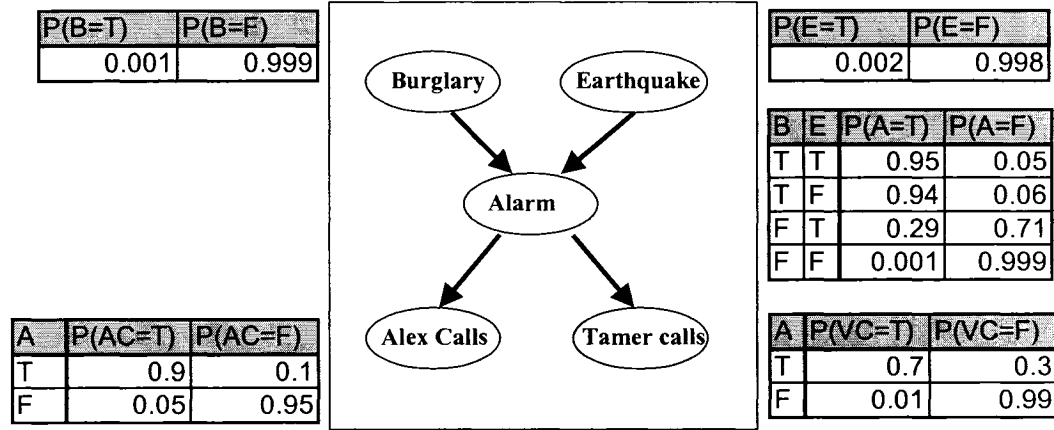 P(B=T) P(B=F)
0.001 0.999
P(E=T) P(E=F)
0.002 0.998
Burglary Earthquake
B E P(A=T) P(A=F)
T T 0.95 0.05
T F 0.94 0.06
F T 0.29 0.71
F F 0.001 0.999
Alarm
A P(AC=T) P(AC=F)
T 0.9 0.1
F 0.05 0.95
Alex Calls Tamer calls
A P(VC=T) P(VC=F)
T 0.7 0.3
F 0.01 0.99